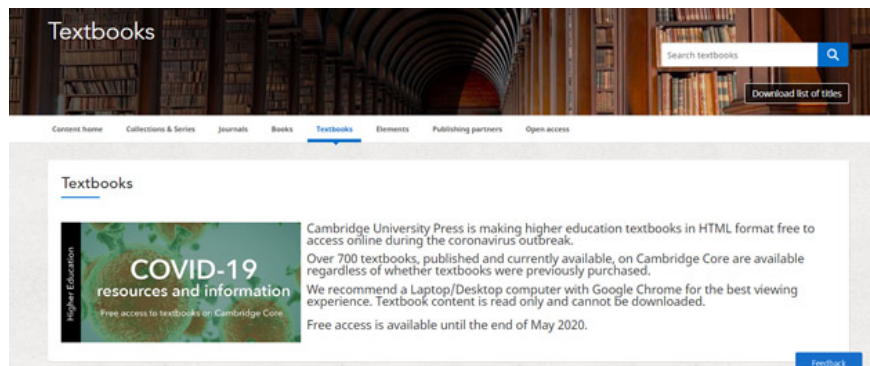 Textbooks
Search textbooks
Download list of titles
Content home Collections & Series Journals Books Textbooks Elements Publishing partners Open access
Textbooks
Higher Education
COVID-19
resources and information
Free access to textbooks on Cambridge Core
Cambridge University Press is making higher education textbooks in HTML format free to
access online during the coronavirus outbreak.
Over 700 textbooks, published and currently available, on Cambridge Core are available
regardless of whether textbooks were previously purchased.
We recommend a Laptop/Desktop computer with Google Chrome for the best viewing
experience. Textbook content is read only and cannot be downloaded.
Free access is available until the end of May 2020.
Feedback